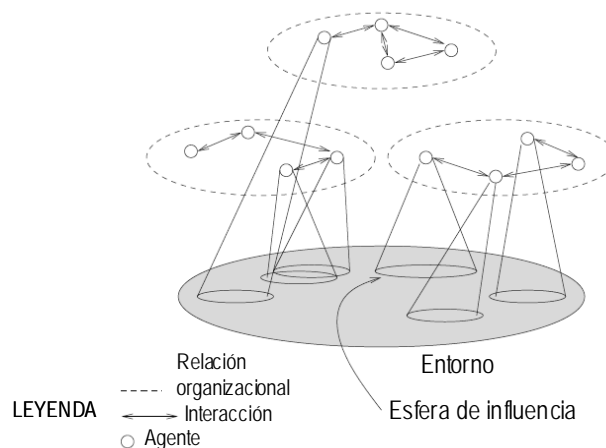 Entorno
Relación
organizacional
LEYENDA
Interacción
Esfera de influencia
Agente